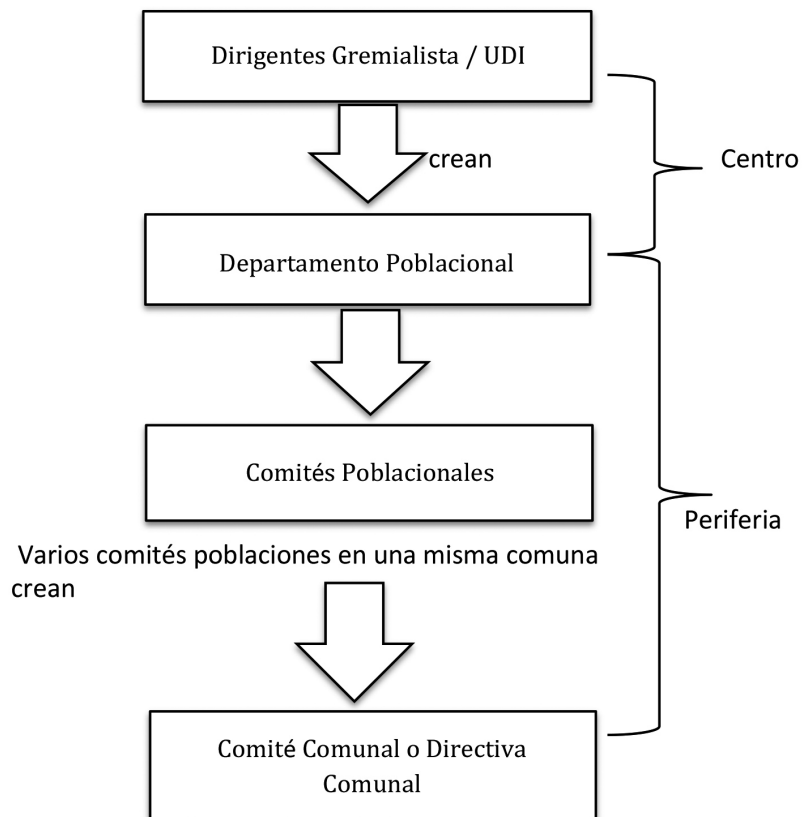 Dirigentes Gremialista / UDI
crean
Centro
Departamento Poblacional
Comités Poblacionales
Periferia
Varios comités poblaciones en una misma comuna
crean
Comité Comunal o Directiva
Comunal